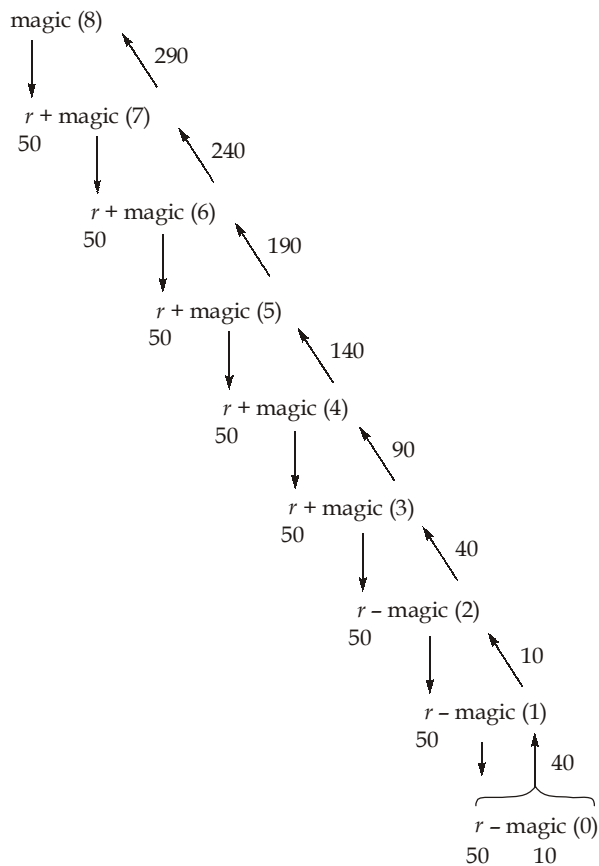 magic (8)
290
r + magic (7)
50
240
r + magic (6)
50
190
r + magic (5)
50
140
r + magic (4)
50
90
r + magic (3)
50
40
r – magic (2)
50
10
r – magic (1)
50
40
r – magic (0)
50 10